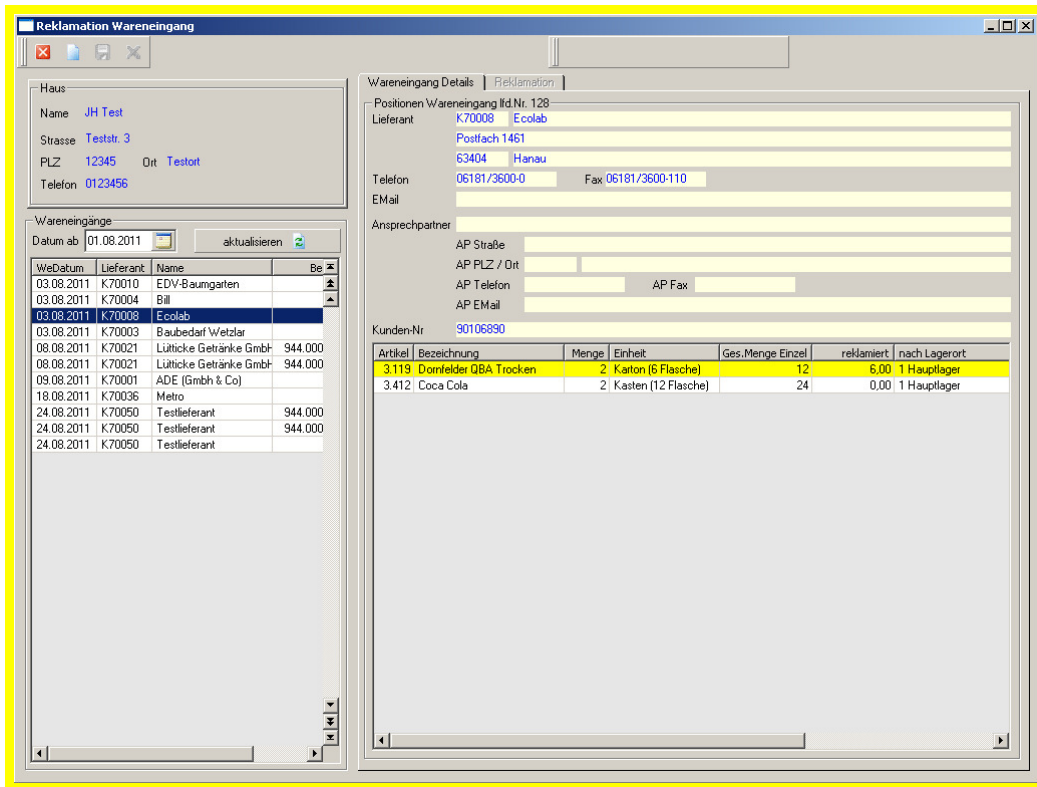 Reklamation Wareneingang
Haus
Name JH Test
Strasse Teststr. 3
PLZ 12345 Ort Testort
Telefon 0123456
Wareneingänge
Datum ab 01.08.2011 aktualisieren
WeDatum Lieferant Name Be
03.08.2011 K70010 EDV-Baumgarten
03.08.2011 K70004 Bill
03.08.2011 K70008 Ecolab
03.08.2011 K70003 Baubedarf Wetzlar
08.08.2011 K70021 Lütticke Getränke GmbH 944.000
08.08.2011 K70021 Lütticke Getränke GmbH 944.000
09.08.2011 K70001 ADE (Gmbh & Co)
18.08.2011 K70036 Metro
24.08.2011 K70050 Testlieferant 944.000
24.08.2011 K70050 Testlieferant 944.000
24.08.2011 K70050 Testlieferant
Wareneingang Details Reklamation
Positionen Wareneingang lfd.Nr. 128
Lieferant K70008 Ecolab
Postfach 1461
63404 Hanau
Telefon 06181/3600-0 Fax 06181/3600-110
EMail
Ansprechpartner
AP Straße
AP PLZ / Ort
AP Telefon AP Fax
AP EMail
Kunden-Nr 90106890
Artikel Bezeichnung Menge Einheit Ges.Menge Einzel reklamiert nach Lagerort
3.119 Dornfelder QBA Trocken 2 Karton (6 Flasche) 12 6,00 1 Hauptlager
3.412 Coca Cola 2 Kasten (12 Flasche) 24 0,00 1 Hauptlager